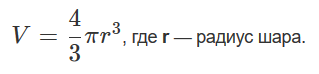 V = 4/3 πr³, где r — радиус шара.